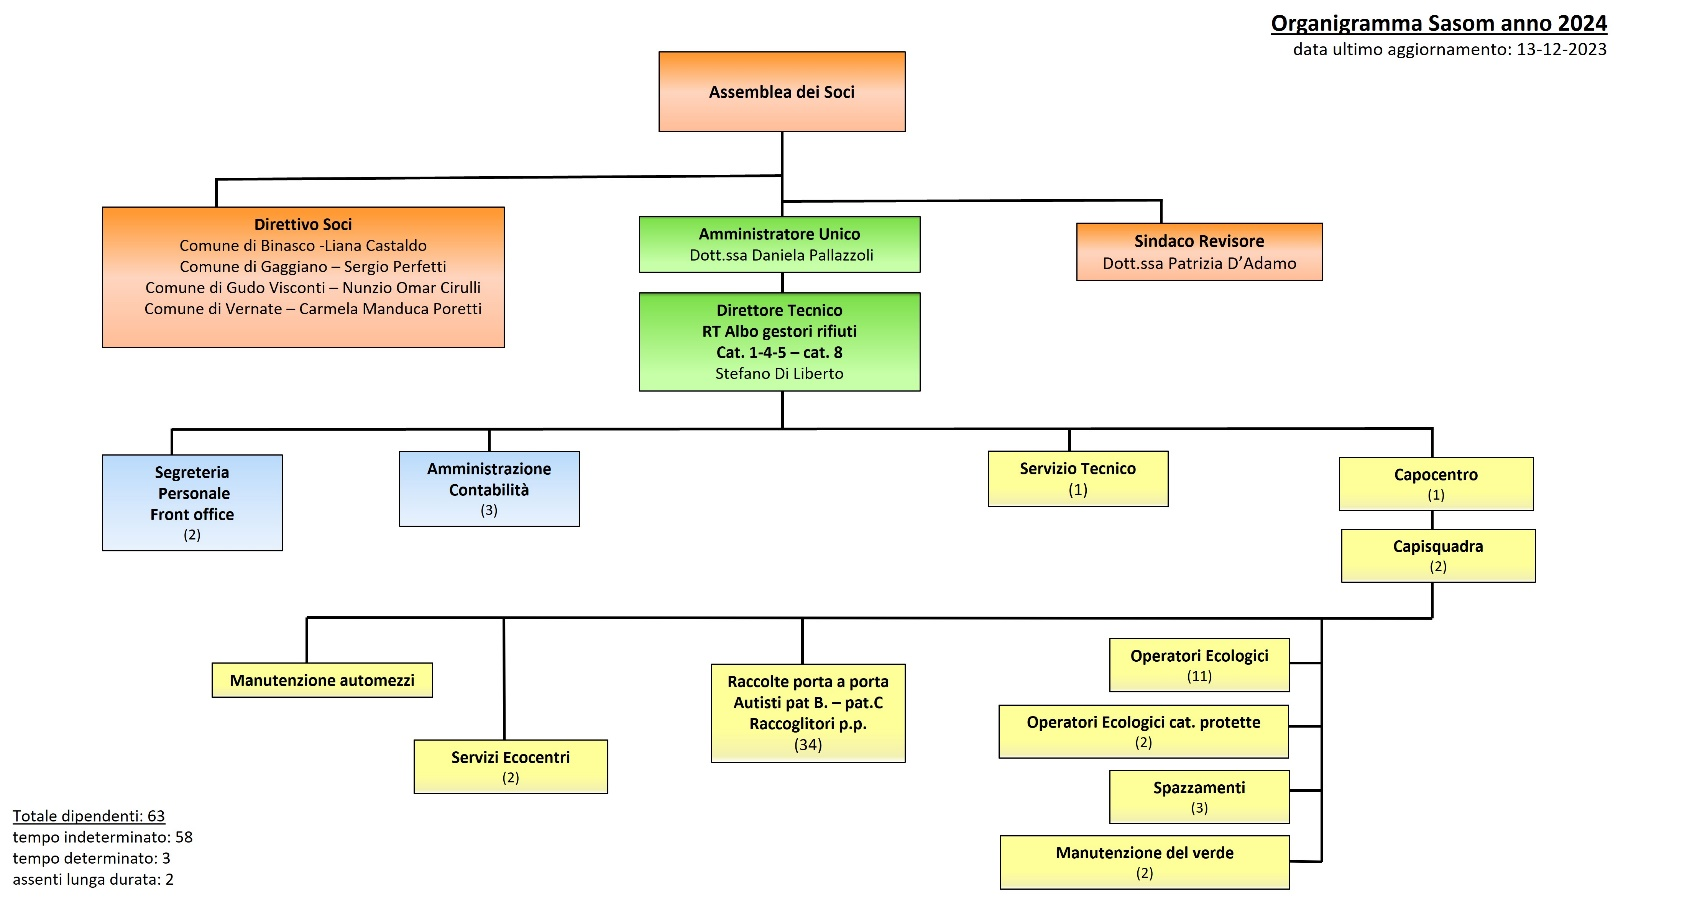 Organigramma Sasom anno 2024
data ultimo aggiornamento: 13-12-2023
Assemblea dei Soci
Direttivo Soci
Comune di Binasco -Liana Castaldo
Comune di Gaggiano – Sergio Perfetti
Comune di Gudo Visconti – Nunzio Omar Cirulli
Comune di Vernate – Carmela Manduca Poretti
Amministratore Unico
Dott.ssa Daniela Pallazzoli
Sindaco Revisore
Dott.ssa Patrizia D’Adamo
Direttore Tecnico
RT Albo gestori rifiuti
Cat. 1-4-5 – cat. 8
Stefano Di Liberto
Segreteria
Personale
Front office
(2)
Amministrazione
Contabilità
(3)
Servizio Tecnico
(1)
Capocentro
(1)
Capisquadra
(2)
Manutenzione automezzi
Servizi Ecocentri
(2)
Raccolte porta a porta
Autisti pat B. – pat.C
Raccoglitori p.p.
(34)
Operatori Ecologici
(11)
Operatori Ecologici cat. protette
(2)
Spazzamenti
(3)
Manutenzione del verde
(2)
Totale dipendenti: 63
tempo indeterminato: 58
tempo determinato: 3
assenti lunga durata: 2